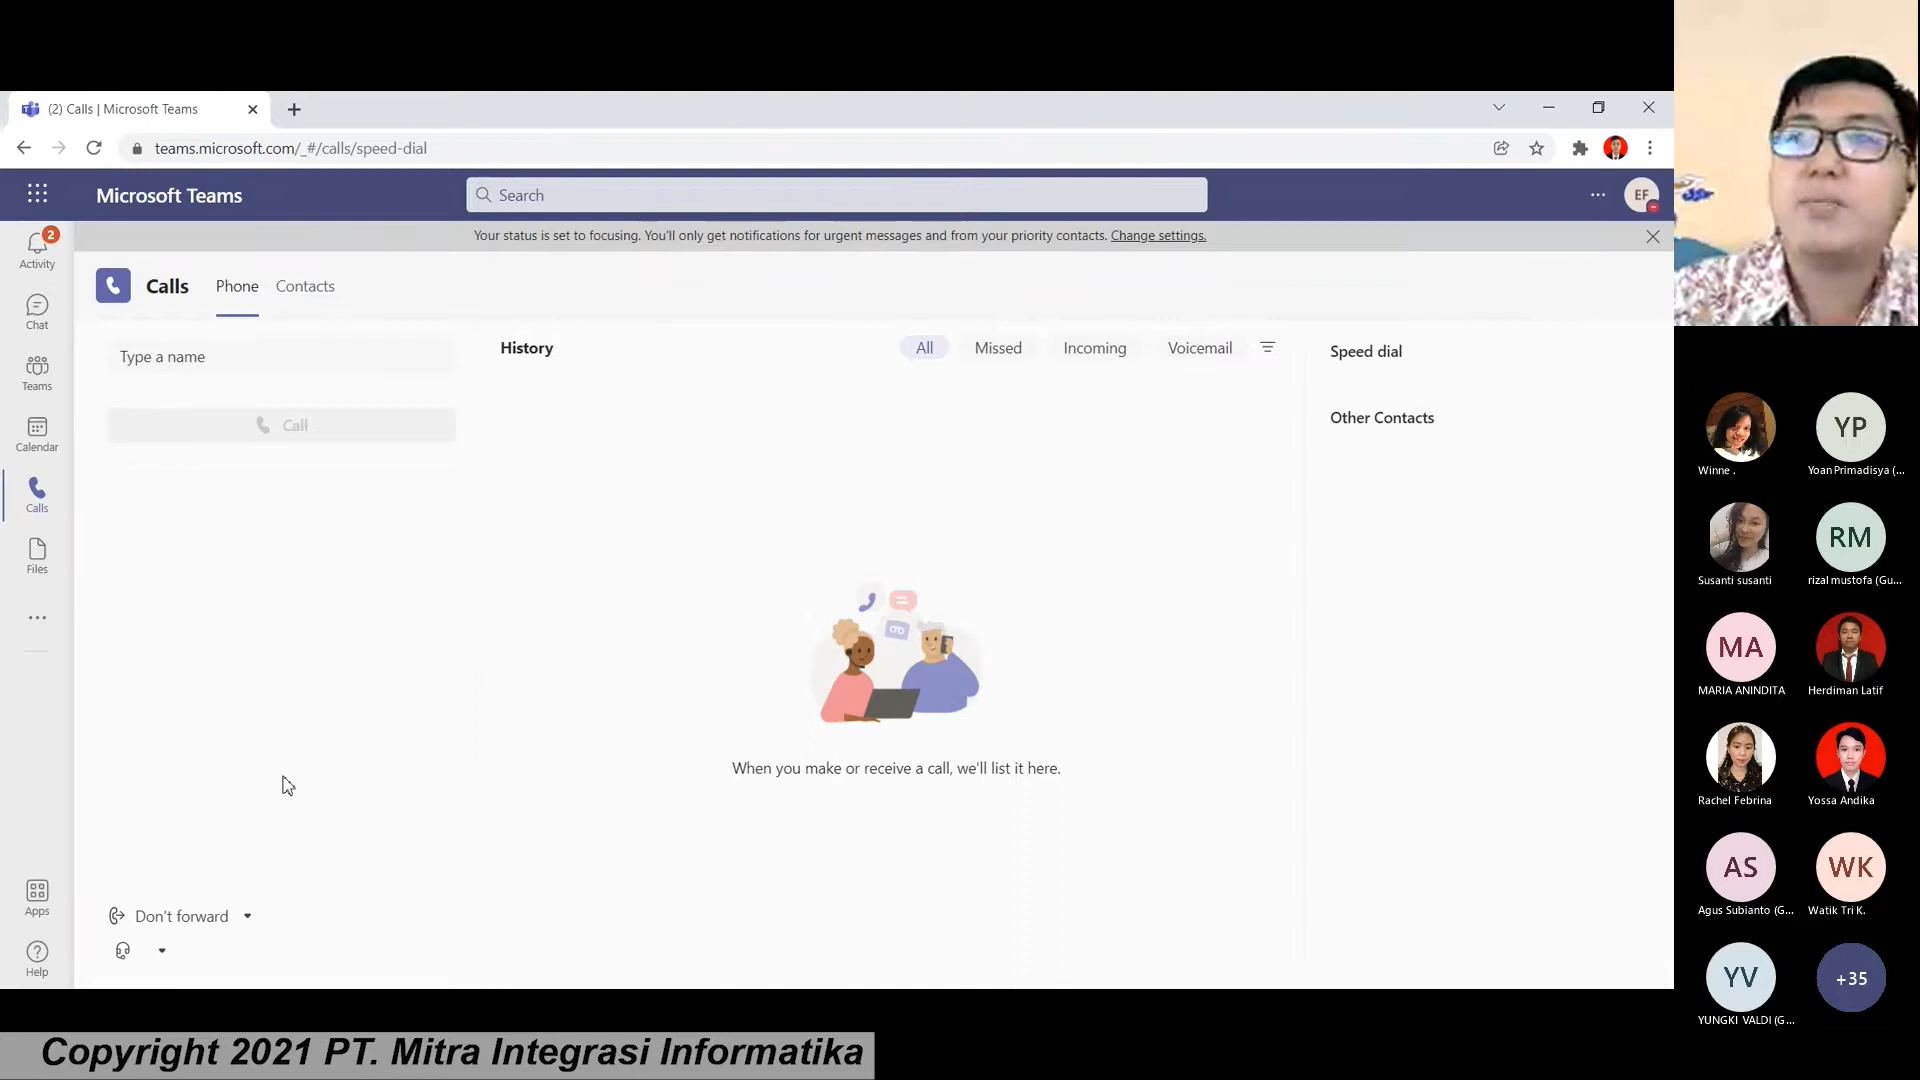 (2) Calls | Microsoft Teams
teams.microsoft.com/_#/calls/speed-dial
Microsoft Teams
Search
EF
Your status is set to focusing. You'll only get notifications for urgent messages and from your priority contacts. Change settings.
2
Activity
Chat
Teams
Calendar
Calls
Files
Apps
Help
Calls
Phone
Contacts
Type a name
Call
Don't forward
History
All
Missed
Incoming
Voicemail
When you make or receive a call, we'll list it here.
Speed dial
Other Contacts
Winne .
YP
Yoan Primadisya (...
Susanti susanti
RM
rizal mustofa (Gu...
MA
MARIA ANINDITA
Herdiman Latif
Rachel Febrina
Yossa Andika
AS
Agus Subianto (G...
WK
Watik Tri K.
YV
YUNGKI VALDI (G...
+35
Copyright 2021 PT. Mitra Integrasi Informatika